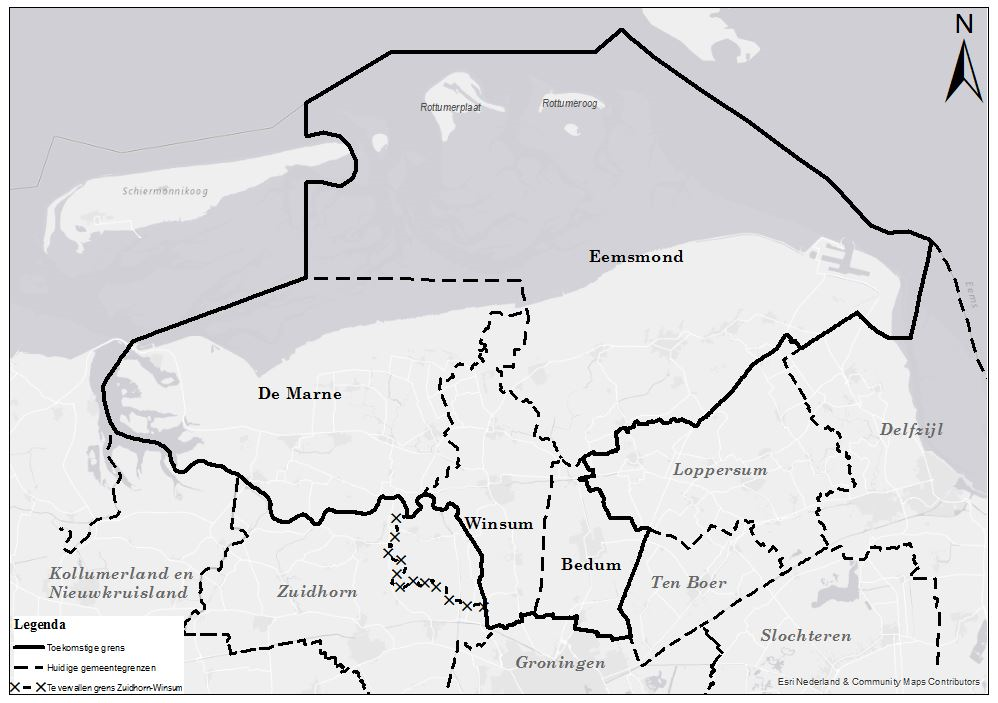 N
Rottumerplaat
Rottumeroog
Schiermonnikoog
Eemsmond
Eems
De Marne
Delfzijl
Loppersum
Winsum
Bedum
Kollumerland en
Nieuwkruisland
Zuidhorn
Ten Boer
Slochteren
Groningen
Legenda
Toekomstige grens
Huidige gemeentegrenzen
Te vervallen grens Zuidhorn-Winsum
Esri Nederland & Community Maps Contributors